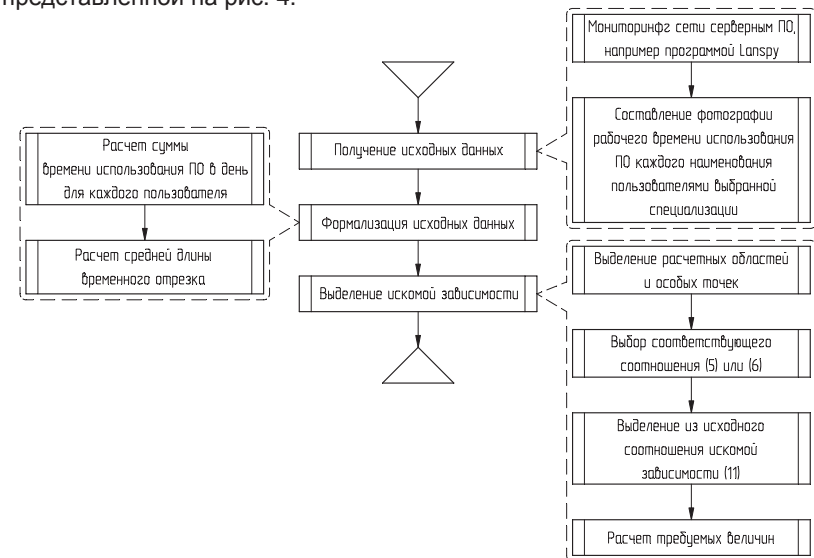 представленной на рис. 4.
Мониторинфг сети серверным ПО,
например программой Lanspy
Составление фотографии
рабочего времени использования
ПО каждого наименования
пользователями выбранной
специализации
Получение исходных данных
Расчет суммы
времени использования ПО в день
для каждого пользователя
Расчет средней длины
временного отрезка
Формализация исходных данных
Выделение искомой зависимости
Выделение расчетных областей
и особых точек
Выбор соответствующего
соотношения (5) или (6)
Выделение из исходного
соотношения искомой
зависимости (11)
Расчет требуемых величин